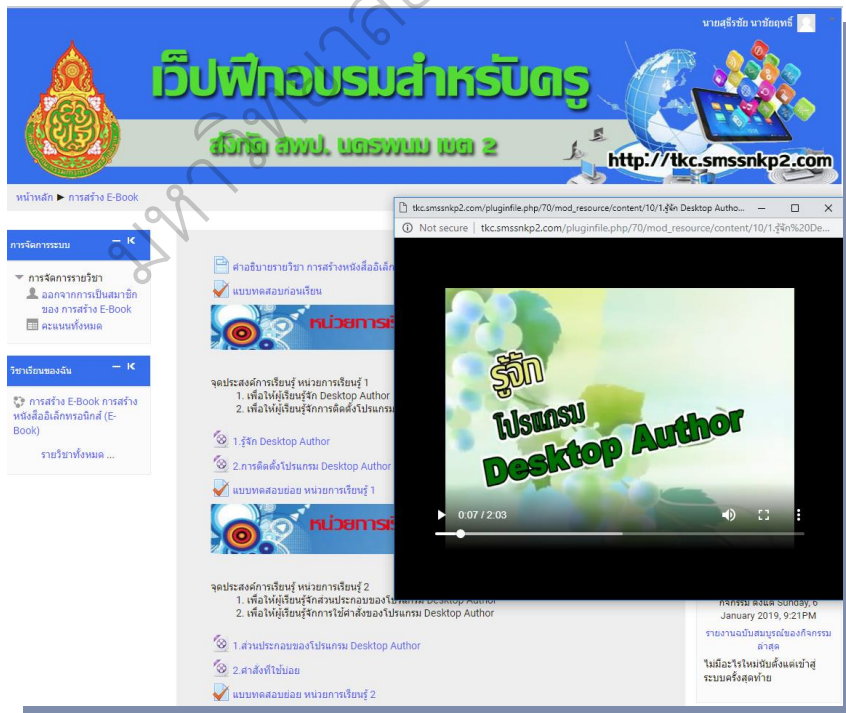 นายสุธีรชัย นาชัยฤทธิ์
เว็ปฝึกอบรมสำหรับครู
สังกัด สพป. นครพนม เขต 2
http://tkc.smssnkp2.com
หน้าหลัก ► การสร้าง E-Book
การจัดการระบบ
การจัดการรายวิชา
ออกจากการเป็นสมาชิก
ของ การสร้าง E-Book
คะแนนทั้งหมด
วิชาเรียนของฉัน
การสร้าง E-Book การสร้าง
หนังสืออิเล็กทรอนิกส์ (E-
Book)
รายวิชาทั้งหมด ...
คำอธิบายรายวิชา การสร้างหนังสืออิเล็ก
แบบทดสอบก่อนเรียน
หน่วยการเรี
จุดประสงค์การเรียนรู้ หน่วยการเรียนรู้ 1
1. เพื่อให้ผู้เรียนรู้จัก Desktop Author
2. เพื่อให้ผู้เรียนรู้จักการติดตั้งโปรแกรม
1.รู้จัก Desktop Author
2.การติดตั้งโปรแกรม Desktop Author
แบบทดสอบย่อย หน่วยการเรียนรู้ 1
หน่วยการเรี
จุดประสงค์การเรียนรู้ หน่วยการเรียนรู้ 2
1. เพื่อให้ผู้เรียนรู้จักส่วนประกอบของโปรแกรม Desktop Author
2. เพื่อให้ผู้เรียนรู้จักการใช้คำสั่งของโปรแกรม Desktop Author
1.ส่วนประกอบของโปรแกรม Desktop Author
2.คำสั่งที่ใช้บ่อย
แบบทดสอบย่อย หน่วยการเรียนรู้ 2
tkc.smssnkp2.com/pluginfile.php/70/mod_resource/content/10/1.รู้จัก Desktop Autho...
Not secure | tkc.smssnkp2.com/pluginfile.php/70/mod_resource/content/10/1.รู้จัก%20De...
รู้จัก
โปรแกรม
Desktop Author
0:07 / 2:03
กิจกรรม ตั้งแต่ Sunday, 6
January 2019, 9:21PM
รายงานฉบับสมบูรณ์ของกิจกรรม
ล่าสุด
ไม่มีอะไรใหม่นับตั้งแต่เข้าสู่
ระบบครั้งสุดท้าย